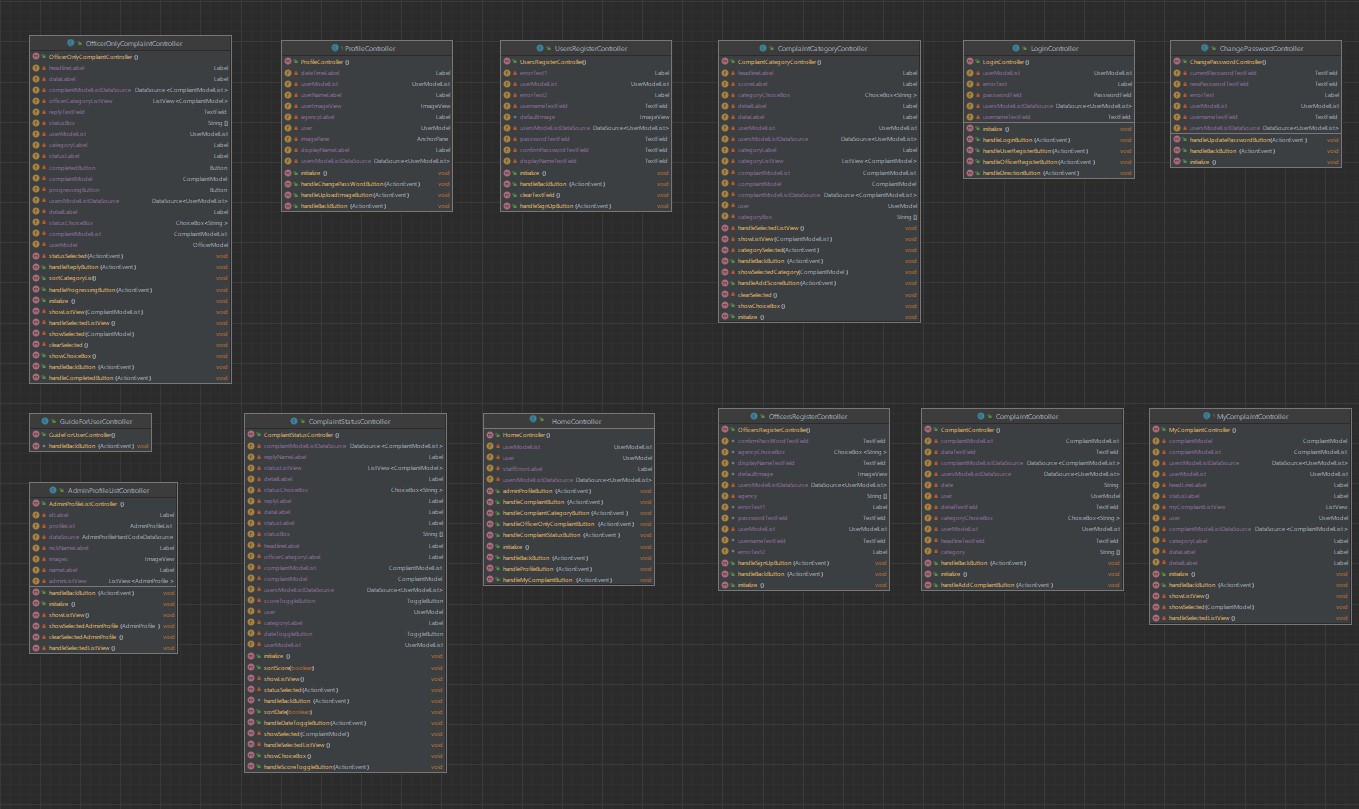 OfficerOnlyComplaintController
OfficerOnlyComplaintController ()
headlineLabel Label
dataLabel Label
complaintModelListDataSource DataSource<ComplaintModelList>
officerCategoryListView ListView <ComplaintModel>
replyTextField TextField
statusBox String []
userModelList UserModelList
categoryLabel Label
statusLabel Label
completedButton Button
complaintModel ComplaintModel
progressingButton Button
usersModelListDataSource DataSource<UserModelList>
detailLabel Label
statusChoiceBox ChoiceBox<String >
complaintModelList ComplaintModelList
userModel OfficerModel
statusSelected(ActionEvent) void
handleReplyButton (ActionEvent) void
sortCategoryList() void
handleProgressingButton(ActionEvent) void
initialize () void
showListView(ComplaintModelList) void
handleSelectedListView () void
showSelected(ComplaintModel) void
clearSelected () void
showChoiceBox() void
handleBackButton (ActionEvent) void
handleCompletedButton (ActionEvent) void
ProfileController
ProfileController ()
dateTimeLabel Label
userModelList UserModelList
userNameLabel Label
userImageView ImageView
agencyLabel Label
user UserModel
imagePane AnchorPane
displayNameLabel Label
usersModelListDataSource DataSource<UserModelList>
initialize () void
handleChangePassWordButton(ActionEvent) void
handleUploadImageButton(ActionEvent) void
handleBackButton (ActionEvent) void
UsersRegisterController
UsersRegisterController()
errorText1 Label
userModelList UserModelList
errorText2 Label
usernameTextField TextField
defaultImage ImageView
usersModelListDataSource DataSource<UserModelList>
passwordTextField TextField
confirmPasswordTextField TextField
displayNameTextField TextField
initialize () void
handleBackButton (ActionEvent) void
clearTextField () void
handleSignUpButton (ActionEvent) void
ComplaintCategoryController
ComplaintCategoryController ()
headlineLabel Label
scoreLabel Label
categoryChoiceBox ChoiceBox<String >
detailLabel Label
dataLabel Label
userModelList UserModelList
usersModelListDataSource DataSource<UserModelList>
categoryLabel Label
categoryListView ListView <ComplaintModel>
complaintModelList ComplaintModelList
complaintModel ComplaintModel
complaintModelListDataSource DataSource<ComplaintModelList>
user UserModel
categoryBox String []
handleSelectedListView () void
showListView (ComplaintModelList) void
categorySelected(ActionEvent) void
handleBackButton (ActionEvent) void
showSelectedCategory(ComplaintModel) void
handleAddScoreButton (ActionEvent) void
clearSelected () void
showChoiceBox () void
initialize () void
LoginController
LoginController ()
userModelList UserModelList
errorText Label
passwordField PasswordField
usersModelListDataSource DataSource<UserModelList>
usernameTextField TextField
initialize () void
handleLoginButton (ActionEvent) void
handleUserRegisterButton (ActionEvent) void
handleOfficerRegisterButton (ActionEvent) void
handleDirectionButton (ActionEvent) void
ChangePasswordController
ChangePasswordController()
currentPasswordTextField TextField
newPasswordTextField TextField
errorText Label
userModelList UserModelList
user UserModel
usersModelListDataSource DataSource<UserModelList>
handleUpdatePasswordButton(ActionEvent) void
handleBackButton (ActionEvent) void
initialize () void
GuideForUserController
GuideForUserController()
handleBackButton (ActionEvent) void
AdminProfileListController
AdminProfileListController ()
idLabel Label
profileList AdminProfileList
dataSource AdminProfileHardCodeDataSource
nickNameLabel Label
images ImageView
nameLabel Label
adminListView ListView <AdminProfile >
handleBackButton (ActionEvent) void
initialize () void
showListView() void
showSelectedAdminProfile (AdminProfile ) void
clearSelectedAdminProfile () void
handleSelectedListView () void
ComplaintStatusController
ComplaintStatusController ()
complaintModelListDataSource DataSource <ComplaintModelList >
replyNameLabel Label
statusListView ListView <ComplaintModel>
detailLabel Label
statusChoiceBox ChoiceBox<String >
replyLabel Label
dataLabel Label
statusLabel Label
statusBox String []
headlineLabel Label
officerCategoryLabel Label
complaintModelList ComplaintModelList
complaintModel ComplaintModel
usersModelListDataSource DataSource<UserModelList>
scoreToggleButton ToggleButton
user UserModel
categoryLabel Label
dateToggleButton ToggleButton
userModelList UserModelList
initialize () void
sortScore(boolean) void
showListView() void
statusSelected(ActionEvent) void
handleBackButton (ActionEvent) void
sortDate(boolean) void
handleDateToggleButton(ActionEvent) void
showSelected(ComplaintModel) void
handleSelectedListView () void
showChoiceBox () void
handleScoreToggleButton(ActionEvent) void
HomeController
HomeController()
userModelList UserModelList
user UserModel
staffErrorLabel Label
usersModelListDataSource DataSource<UserModelList>
adminProfileButton (ActionEvent) void
handleComplaintButton (ActionEvent) void
handleComplaintCategoryButton (ActionEvent) void
handleOfficerOnlyComplaintButton (ActionEvent) void
handleComplaintStatusButton (ActionEvent) void
initialize () void
handleBackButton (ActionEvent) void
handleProfileButton (ActionEvent) void
handleMyComplaintButton (ActionEvent) void
OfficersRegisterController
OfficersRegisterController()
confirmPassWordTextField TextField
agencyChoiceBox ChoiceBox <String >
displayNameTextField TextField
defaultImage ImageView
usersModelListDataSource DataSource<UserModelList>
agency String []
errorText1 Label
passwordTextField TextField
userModelList UserModelList
usernameTextField TextField
errorText2 Label
handleSignUpButton (ActionEvent) void
handleBackButton (ActionEvent) void
initialize () void
ComplaintController
ComplaintController ()
complaintModelList ComplaintModelList
dataTextField TextField
complaintModelListDataSource DataSource<ComplaintModelList>
usersModelListDataSource DataSource<UserModelList>
date String
user UserModel
detailTextField TextField
categoryChoiceBox ChoiceBox<String >
userModelList UserModelList
headlineTextField TextField
category String []
handleBackButton (ActionEvent) void
initialize () void
handleAddComplaintButton (ActionEvent ) void
MyComplaintController
MyComplaintController ()
complaintModel ComplaintModel
complaintModelList ComplaintModelList
usersModelListDataSource DataSource<UserModelList>
userModelList UserModelList
headlineLabel Label
statusLabel Label
myComplaintListView ListView
user UserModel
complaintModelListDataSource DataSource <ComplaintModelList>
categoryLabel Label
dataLabel Label
detailLabel Label
initialize () void
handleBackButton (ActionEvent) void
showListView () void
showSelected(ComplaintModel) void
handleSelectedListView () void